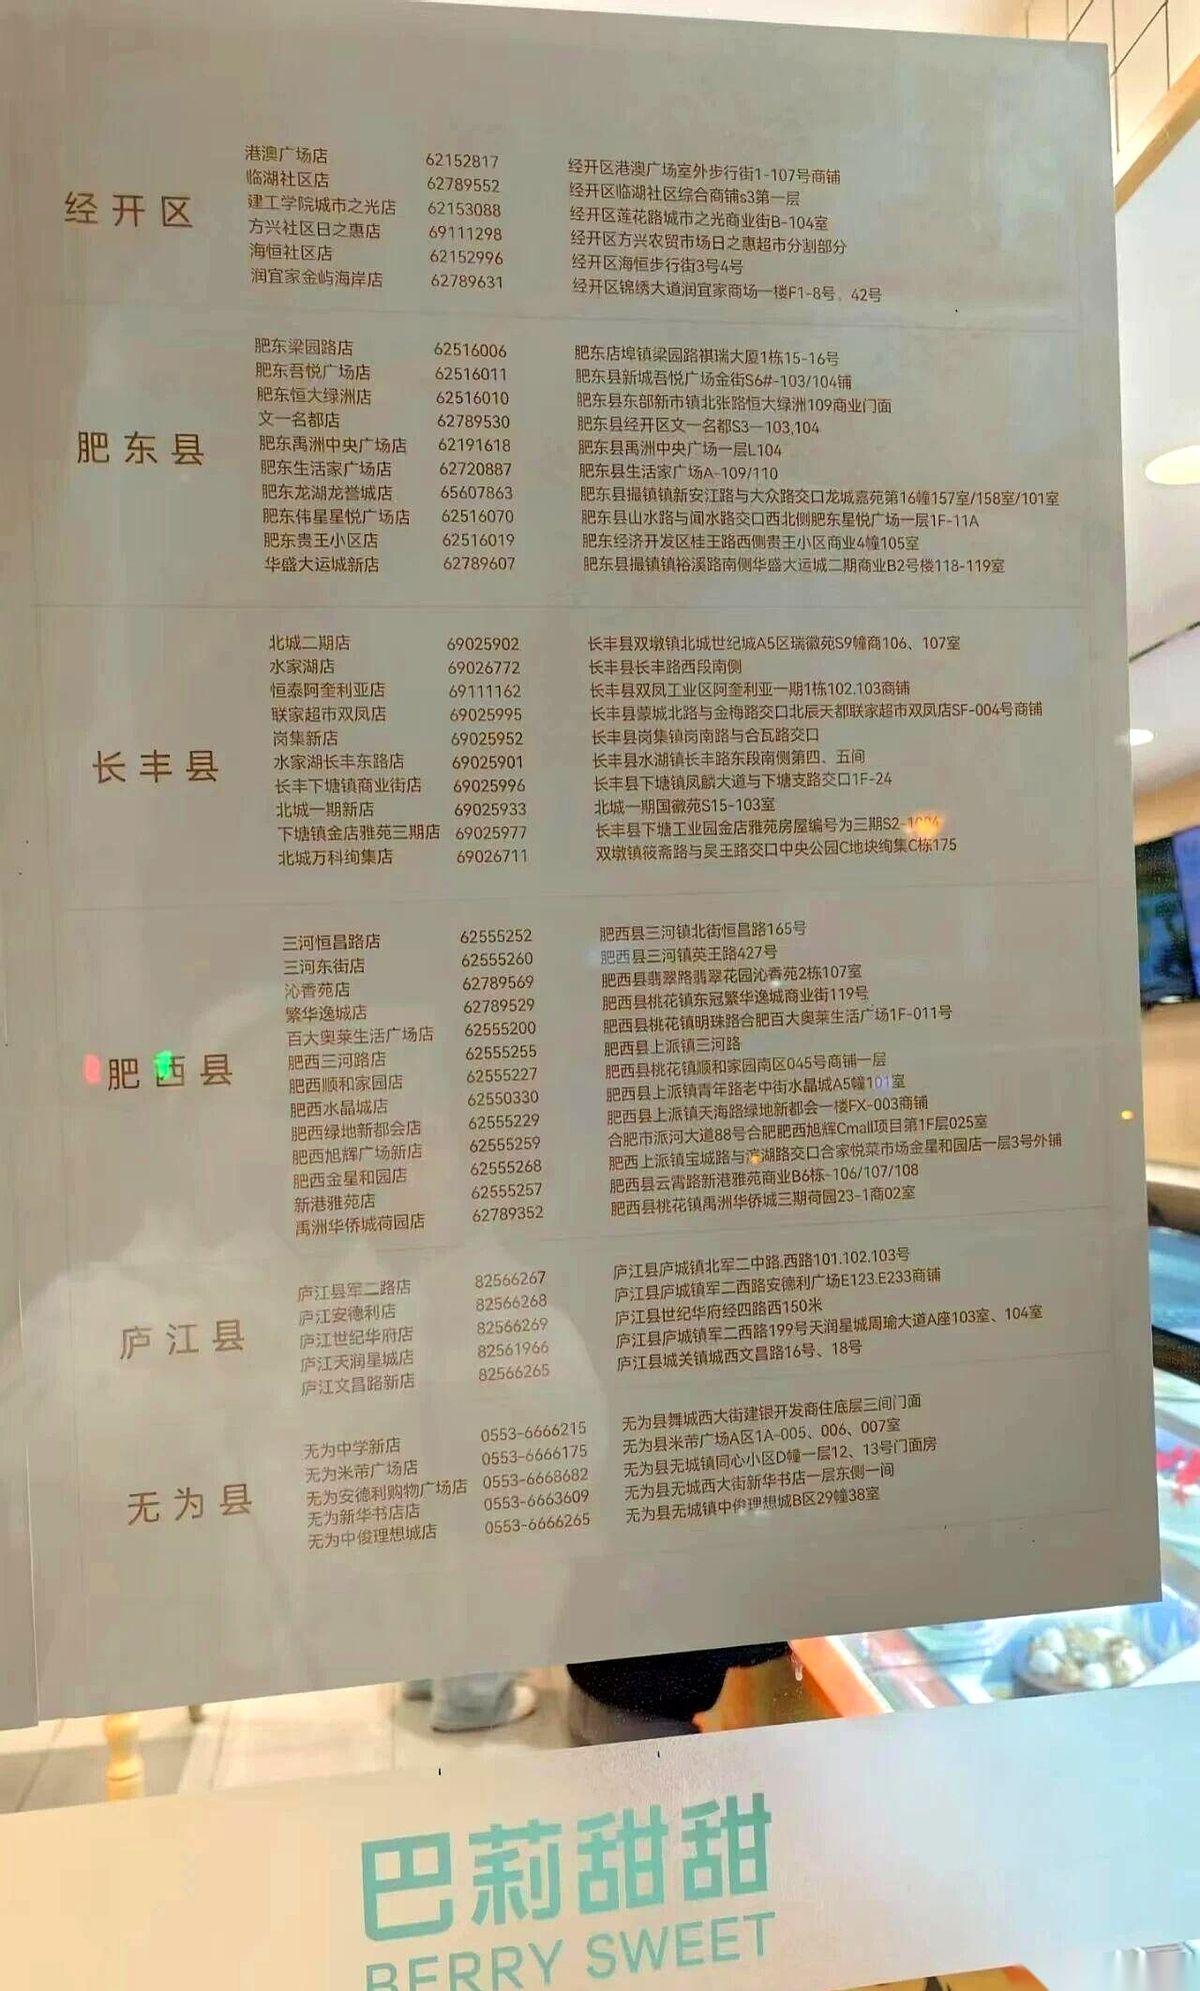 经开区
港澳广场店 62152817 经开区港澳广场室外步行街1-107号商铺
临湖社区店 62789552 经开区临湖社区综合商铺s3第一层
建工学院城市之光店 62153088 经开区莲花路城市之光商业街B-104室
方兴社区日之惠店 69111298 经开区方兴农贸市场日之惠超市分割部分
海恒社区店 62152996 经开区海恒步行街3号4号
润宜家金屿海岸店 62789631 经开区锦绣大道润宜家商场一楼F1-8号、42号
肥东县
肥东梁园路店 62516006 肥东店埠镇梁园路祺瑞大厦1栋15-16号
肥东吾悦广场店 62516011 肥东县新城吾悦广场金街S6#-103/104铺
肥东恒大绿洲店 62516010 肥东县东部新市镇北张路恒大绿洲109商业门面
文一名都店 62789530 肥东县经开区文一名都S3—103,104
肥东禹洲中央广场店 62191618 肥东县禹洲中央广场一层L104
肥东生活家广场店 62720887 肥东县生活家广场A-109/110
肥东龙湖龙誉城店 65607863 肥东县撮镇镇新安江路与大众路交口龙城嘉苑第16幢157室/158室/101室
肥东伟星星悦广场店 62516070 肥东县山水路与闻水路交口西北侧肥东星悦广场一层1F-11A
肥东贵王小区店 62516019 肥东经济开发区桂王路西侧贵王小区商业4幢105室
华盛大运城新店 62789607 肥东县撮镇镇裕溪路南侧华盛大运城二期商业B2号楼118-119室
长丰县
北城二期店 69025902 长丰县双墩镇北城世纪城A5区瑞徽苑S9幢商106、107室
水家湖店 69026772 长丰县长丰路西段南侧
恒泰阿奎利亚店 69111162 长丰县双凤工业区阿奎利亚一期1栋102.103商铺
联家超市双凤店 69025995 长丰县蒙城北路与金梅路交口北辰天都联家超市双凤店SF-004号商铺
岗集新店 69025952 长丰县岗集镇岗南路与合瓦路交口
水家湖长丰东路店 69025901 长丰县水湖镇长丰路东段南侧第四、五间
长丰下塘镇商业街店 69025996 长丰县下塘镇凤麟大道与下塘支路交口1F-24
北城一期新店 69025933 北城一期国徽苑S15-103室
下塘镇金店雅苑三期店 69025977 长丰县下塘工业园金店雅苑房屋编号为三期S2-
北城万科绚集店 69026711 双墩镇筱斋路与吴王路交口中央公园C地块绚集C栋175
肥西县
三河恒昌路店 62555252 肥西县三河镇北街恒昌路165号
三河东街店 62555260 肥西县三河镇英王路427号
沁香苑店 62789569 肥西县翡翠路翡翠花园沁香苑2栋107室
繁华逸城店 62789529 肥西县桃花镇东冠繁华逸城商业街119号
百大奥莱生活广场店 62555200 肥西县桃花镇明珠路合肥百大奥莱生活广场1F-011号
肥西三河路店 62555255 肥西县上派镇三河路
肥西顺和家园店 62555227 肥西县桃花镇顺和家园南区045号商铺一层
肥西水晶城店 62550330 肥西县上派镇青年路老中街水晶城A5幢101室
肥西绿地新都会店 62555229 肥西县上派镇天海路绿地新都会一楼FX-003商铺
肥西旭辉广场新店 62555259 合肥市派河大道88号合肥肥西旭辉Cmall项目第1F层025室
肥西金星和园店 62555268 肥西上派镇宝城路与湖路交口合家悦菜市场金星和园店一层3号外铺
新港雅苑店 62555257 肥西县云霄路新港雅苑商业B6栋-106/107/108
禹洲华侨城荷园店 62789352 肥西县桃花镇禹洲华侨城三期荷园23-1商02室
庐江县
庐江县军二路店 82566267 庐江县庐城镇北军二中路.西路101.102.103号
庐江安德利店 82566268 庐江县庐城镇军二西路安德利广场E123.E233商铺
庐江世纪华府店 82566269 庐江县世纪华府经四路西150米
庐江天润星城店 82561966 庐江县庐城镇军二西路199号天润星城周瑜大道A座103室、104室
庐江文昌路新店 82566265 庐江县城关镇城西文昌路16号、18号
无为县
无为中学新店 0553-6666215 无为县舞城西大街建银开发商住底层三间门面
无为米芾广场店 0553-6666175 无为县米芾广场A区1A-005、006、007室
无为安德利购物广场店 0553-6668682 无为县无城镇同心小区D幢一层12、13号门面房
无为新华书店店 0553-6663609 无为县无城西大街新华书店一层东侧一间
无为中俊理想城店 0553-6666265 无为县无城镇中俊理想城B区29幢38室
巴莉甜甜
BERRY SWEET